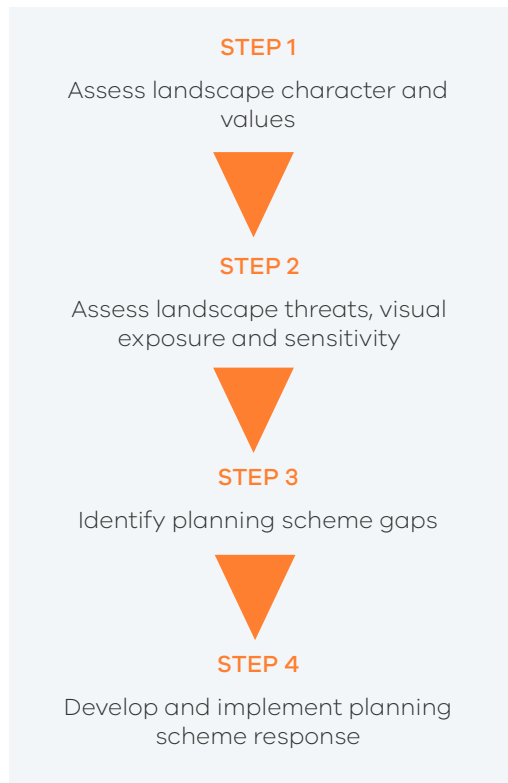 STEP 1
Assess landscape character and
values
STEP 2
Assess landscape threats, visual
exposure and sensitivity
STEP 3
Identify planning scheme gaps
STEP 4
Develop and implement planning
scheme response